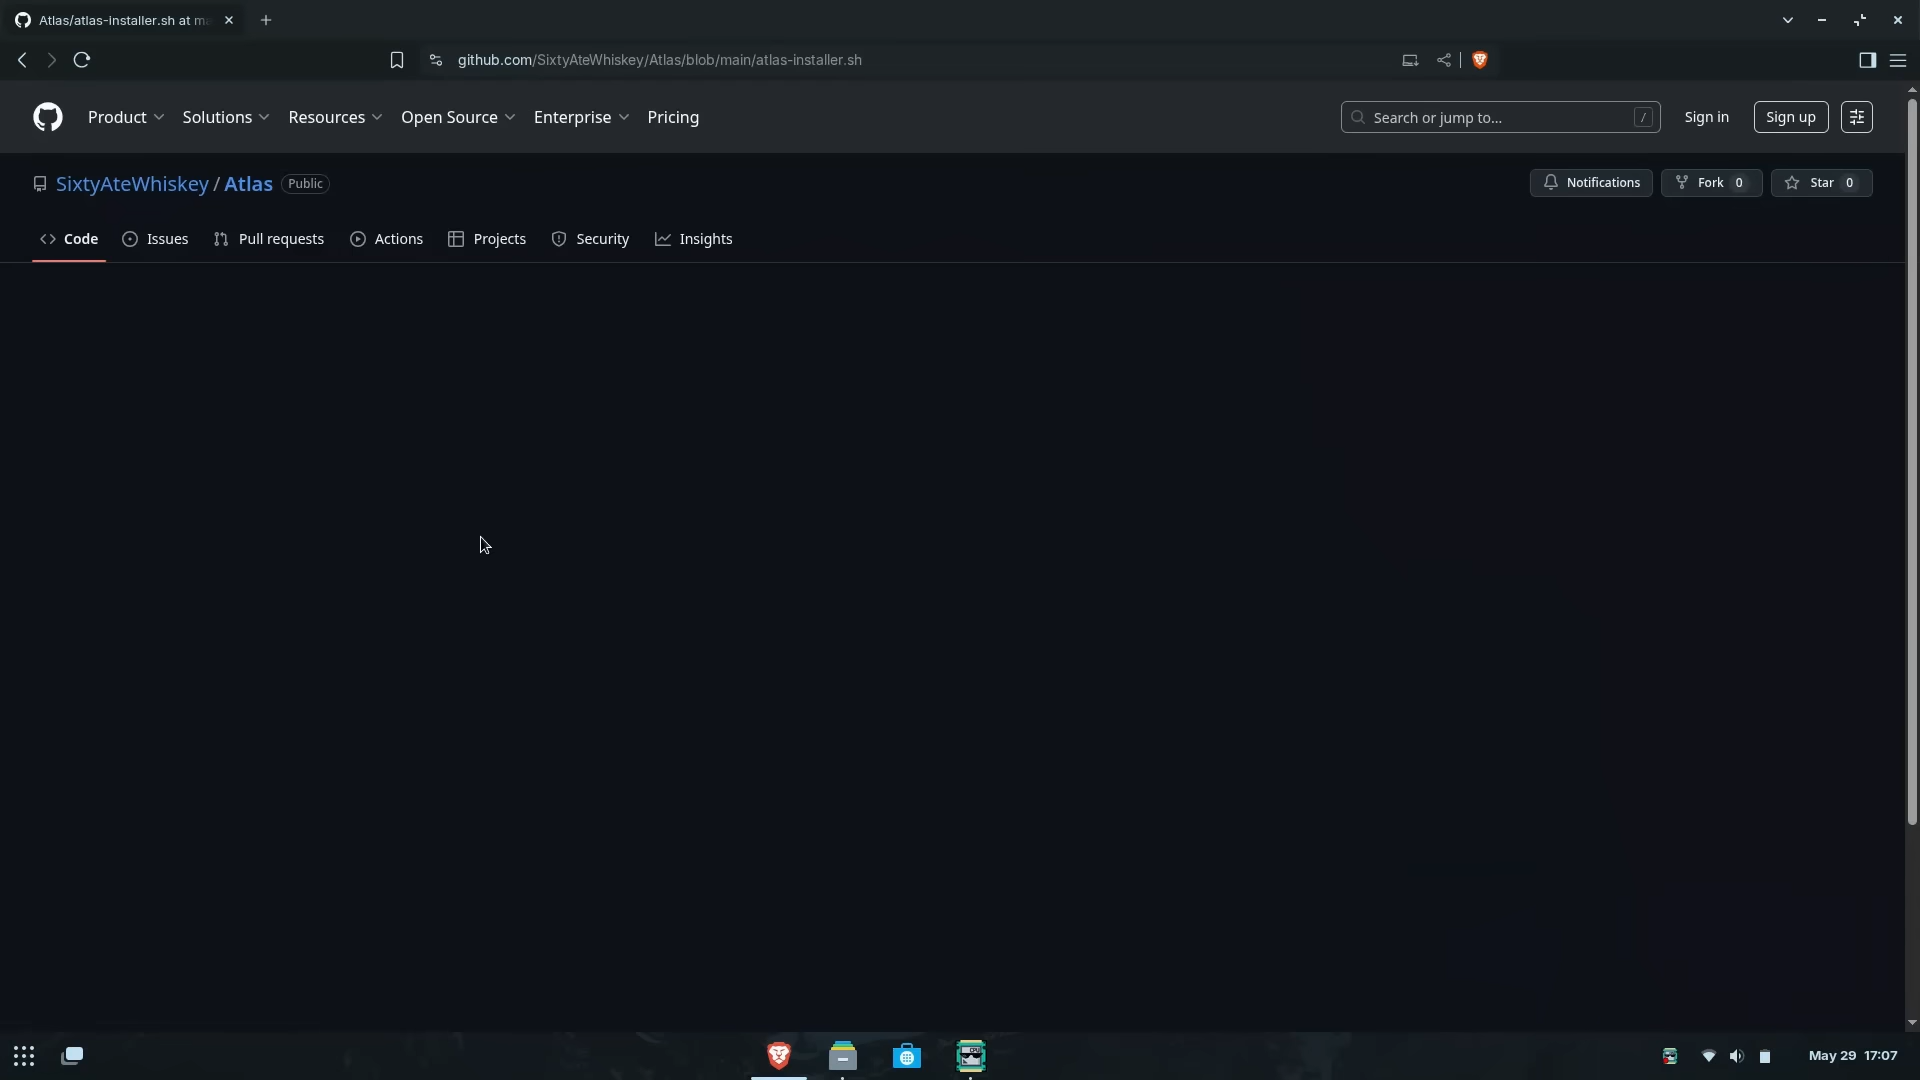 Atlas/atlas-installer.sh at ma
github.com/SixtyAteWhiskey/Atlas/blob/main/atlas-installer.sh
Product Solutions Resources Open Source Enterprise Pricing
Search or jump to... /
Sign in
Sign up
SixtyAteWhiskey / Atlas Public
Notifications
Fork 0
Star 0
Code Issues Pull requests Actions Projects Security Insights
May 29 17:07